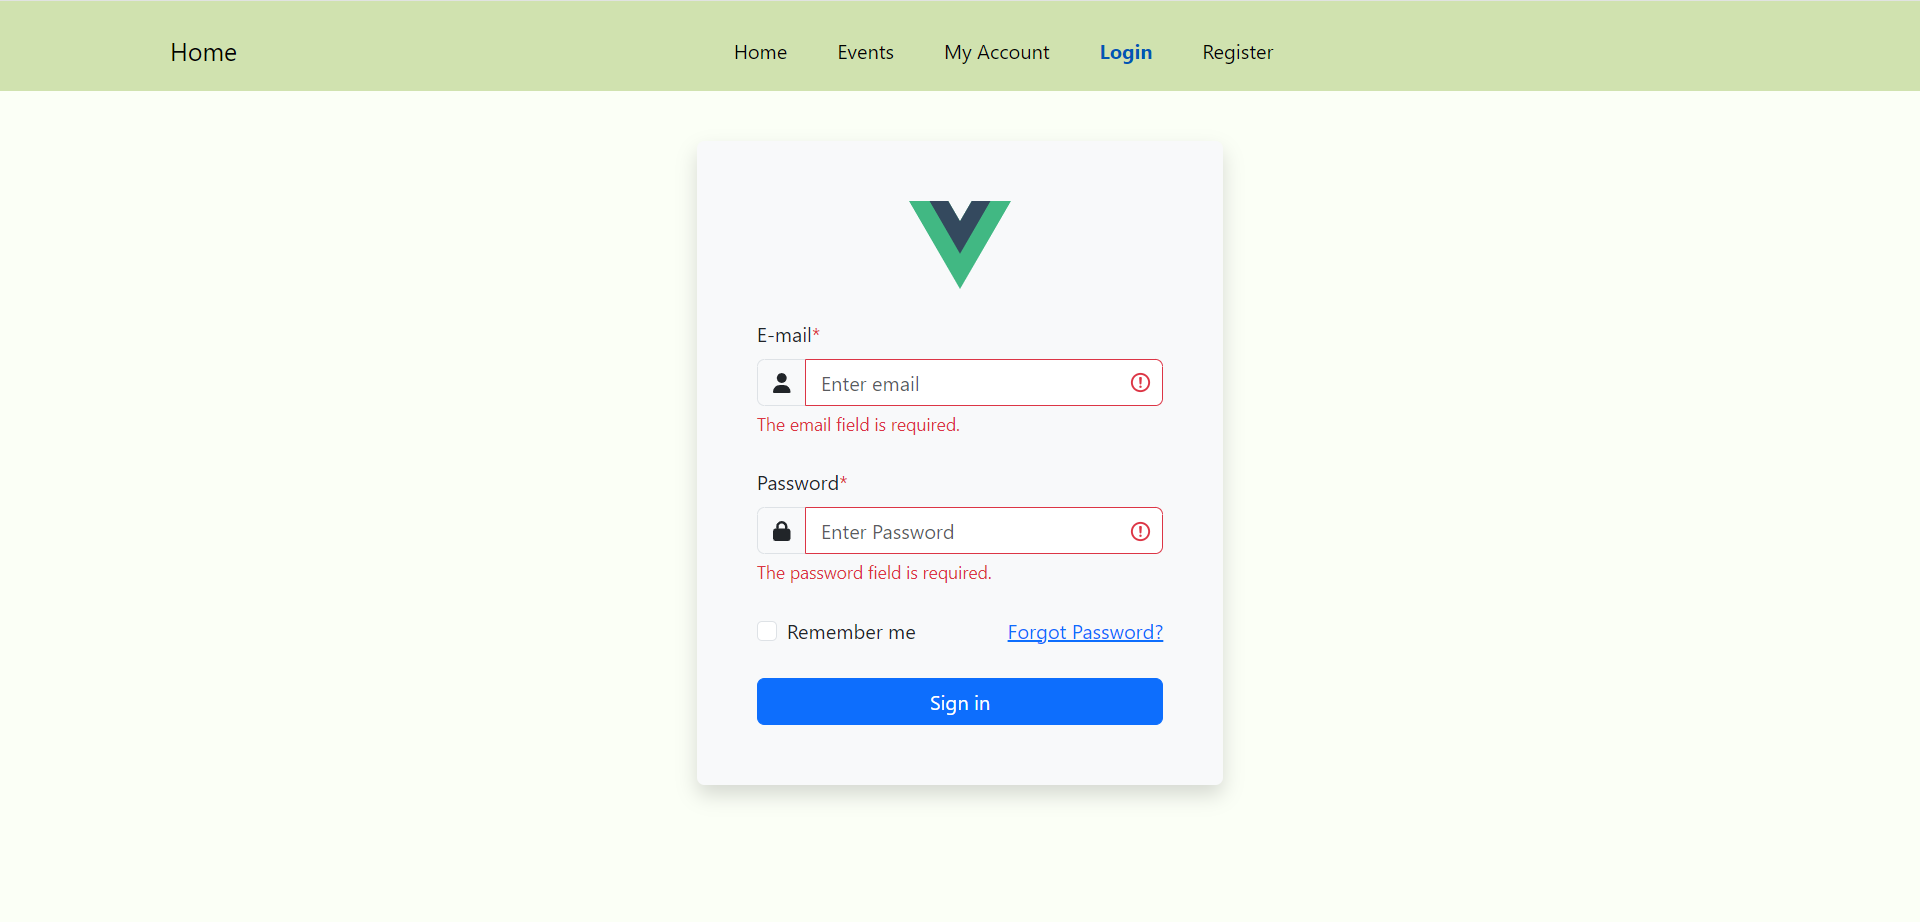 Home
Home Events My Account Login Register
E-mail*
Enter email
The email field is required.
Password*
Enter Password
The password field is required.
Remember me Forgot Password?
Sign in